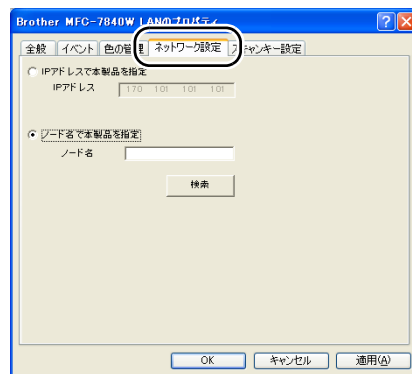 Brother MFC-7840W LANのプロパティ
全般 イベント 色の管理 ネットワーク設定 スキャンキー設定
IPアドレスで本製品を指定
IPアドレス 170 101 101 101
ノード名で本製品を指定
ノード名
検索
OK キャンセル 適用(A)